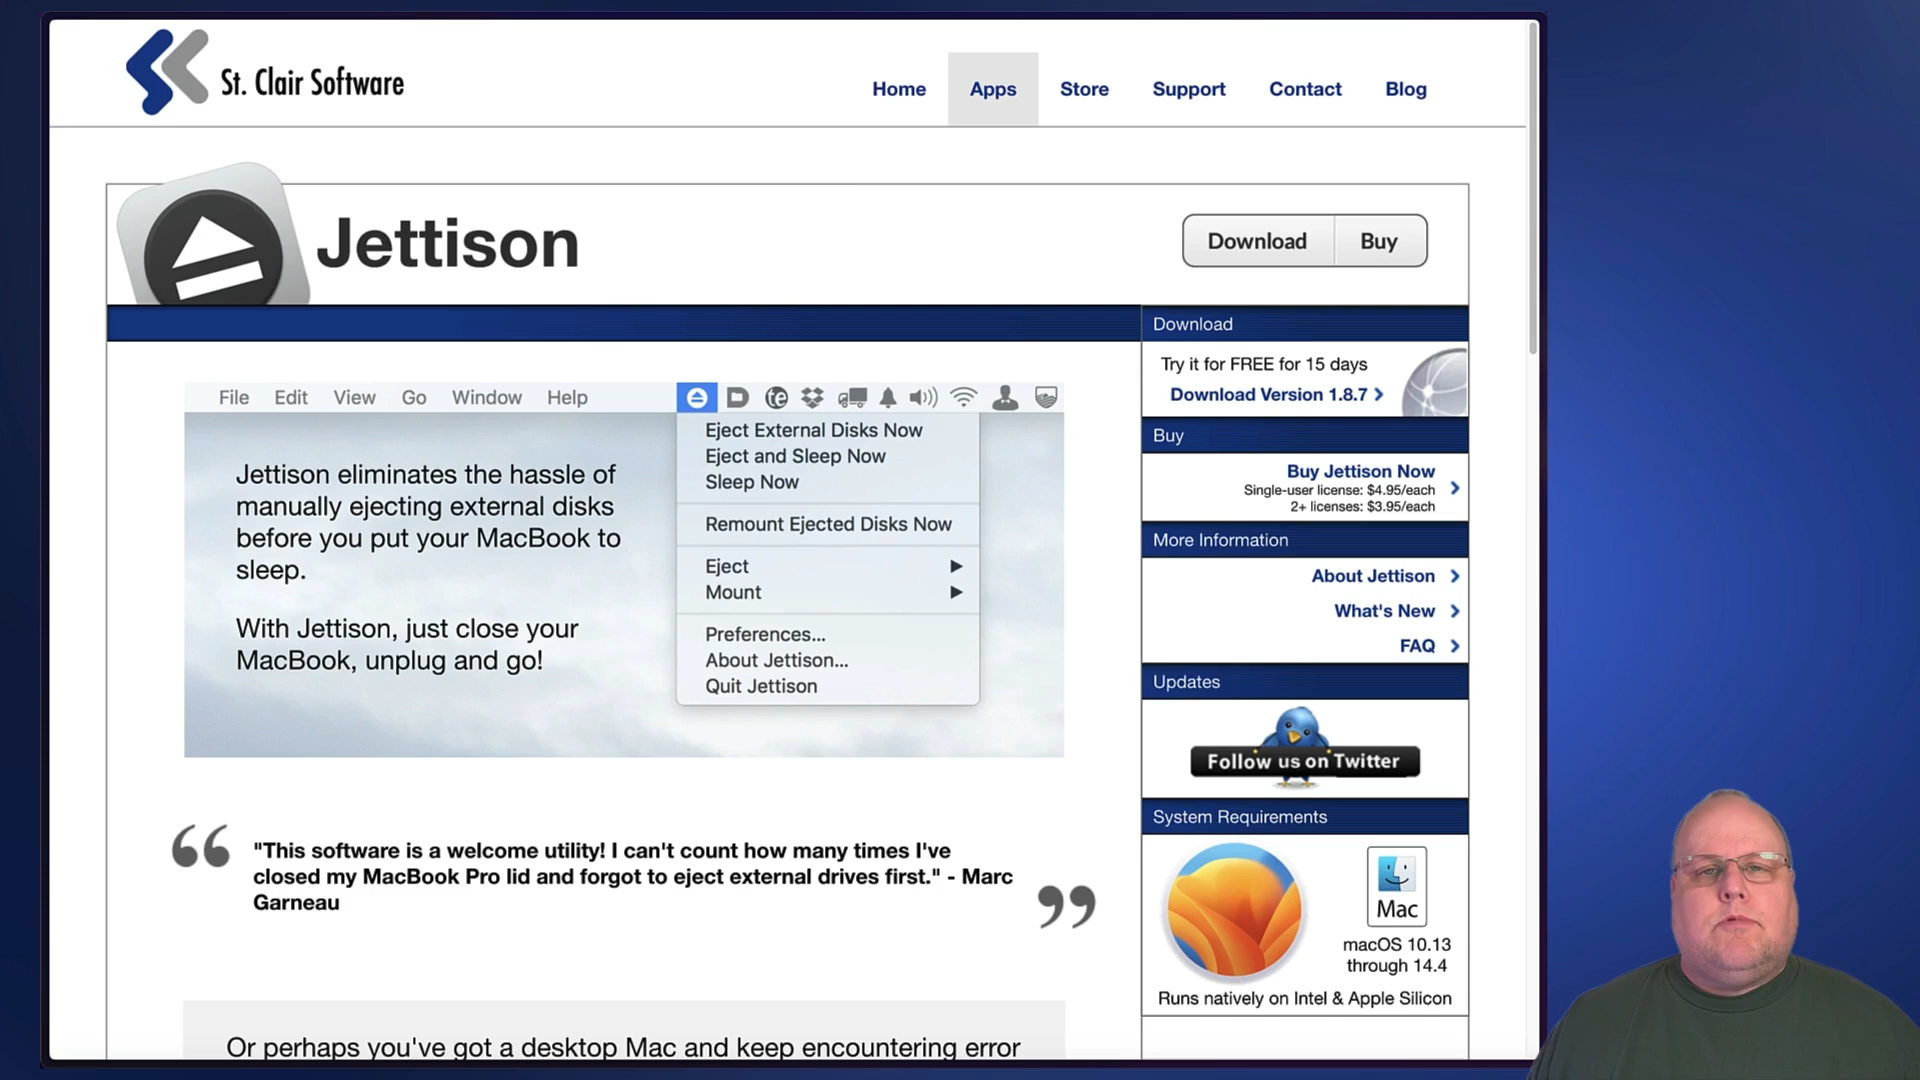 St. Clair Software
Home
Apps
Store
Support
Contact
Blog
Jettison
Download
Buy
File Edit View Go Window Help
Eject External Disks Now
Eject and Sleep Now
Sleep Now
Remount Ejected Disks Now
Eject
Mount
Preferences...
About Jettison...
Quit Jettison
Jettison eliminates the hassle of
manually ejecting external disks
before you put your MacBook to
sleep.
With Jettison, just close your
MacBook, unplug and go!
"This software is a welcome utility! I can't count how many times I've
closed my MacBook Pro lid and forgot to eject external drives first." - Marc
Garneau
Or perhaps you've got a desktop Mac and keep encountering error
Download
Try it for FREE for 15 days
Download Version 1.8.7
Buy
Buy Jettison Now
Single-user license: $4.95/each
2+ licenses: $3.95/each
More Information
About Jettison
What's New
FAQ
Updates
Follow us on Twitter
System Requirements
Mac
macOS 10.13
through 14.4
Runs natively on Intel & Apple Silicon